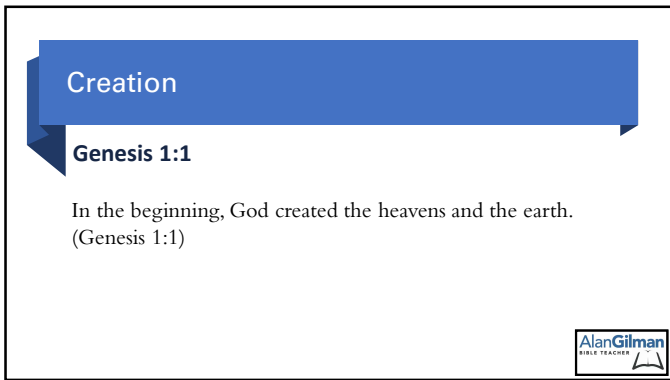 Creation
Genesis 1:1
In the beginning, God created the heavens and the earth.
(Genesis 1:1)
AlanGilman
BIBLE TEACHER